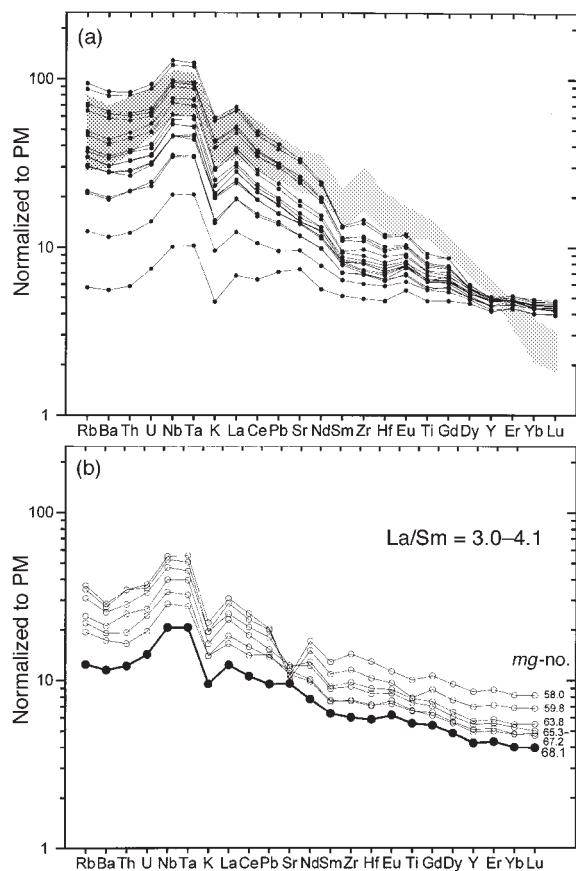 (a)
Normalized to PM
100
10
1
Rb Ba Th U Nb Ta K La Ce Pb Sr Nd Sm Zr Hf Eu Ti Gd Dy Y Er Yb Lu
(b)
Normalized to PM
100
10
1
La/Sm = 3.0–4.1
mg-no.
58.0
59.8
63.8
65.3–
67.2
68.1
Rb Ba Th U Nb Ta K La Ce Pb Sr Nd Sm Zr Hf Eu Ti Gd Dy Y Er Yb Lu